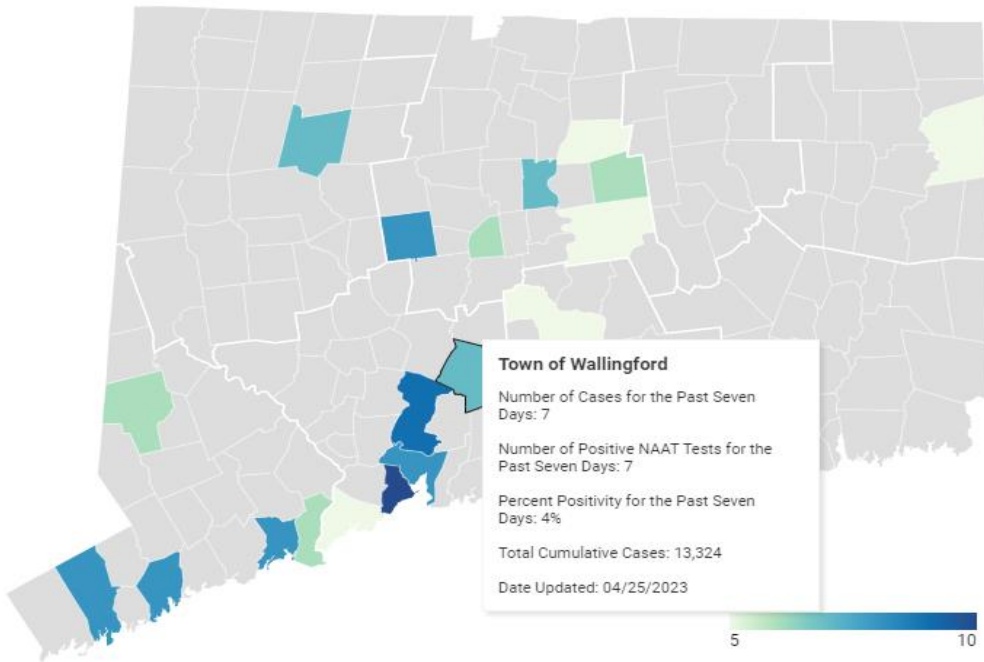 Town of Wallingford
Number of Cases for the Past Seven
Days: 7
Number of Positive NAAT Tests for the
Past Seven Days: 7
Percent Positivity for the Past Seven
Days: 4%
Total Cumulative Cases: 13,324
Date Updated: 04/25/2023
5 10